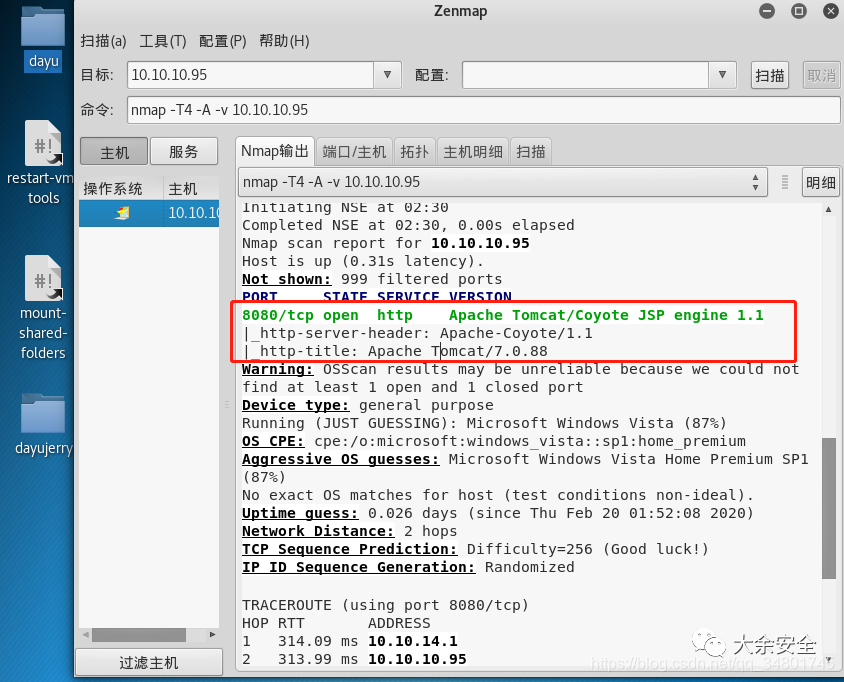 Zenmap
扫描(a) 工具(T) 配置(P) 帮助(H)
目标: 10.10.10.95 配置: 扫描 取消
命令: nmap -T4 -A -v 10.10.10.95
主机 服务
操作系统 主机
10.10.10
Nmap输出 端口/主机 拓扑 主机明细 扫描
nmap -T4 -A -v 10.10.10.95 明细
Initiating NSE at 02:30
Completed NSE at 02:30, 0.00s elapsed
Nmap scan report for 10.10.10.95
Host is up (0.31s latency).
Not shown: 999 filtered ports
PORT STATE SERVICE VERSION
8080/tcp open http Apache Tomcat/Coyote JSP engine 1.1
|_http-server-header: Apache-Coyote/1.1
|_http-title: Apache Tomcat/7.0.88
Warning: OSScan results may be unreliable because we could not
find at least 1 open and 1 closed port
Device type: general purpose
Running (JUST GUESSING): Microsoft Windows Vista (87%)
OS CPE: cpe:/o:microsoft:windows_vista::sp1:home_premium
Aggressive OS guesses: Microsoft Windows Vista Home Premium SP1
(87%)
No exact OS matches for host (test conditions non-ideal).
Uptime guess: 0.026 days (since Thu Feb 20 01:52:08 2020)
Network Distance: 2 hops
TCP Sequence Prediction: Difficulty=256 (Good luck!)
IP ID Sequence Generation: Randomized
TRACEROUTE (using port 8080/tcp)
HOP RTT ADDRESS
1 314.09 ms 10.10.14.1
2 313.99 ms 10.10.10.95
过滤主机
dayu
restart-vm
tools
mount-
shared-
folders
dayujerry
大余安全